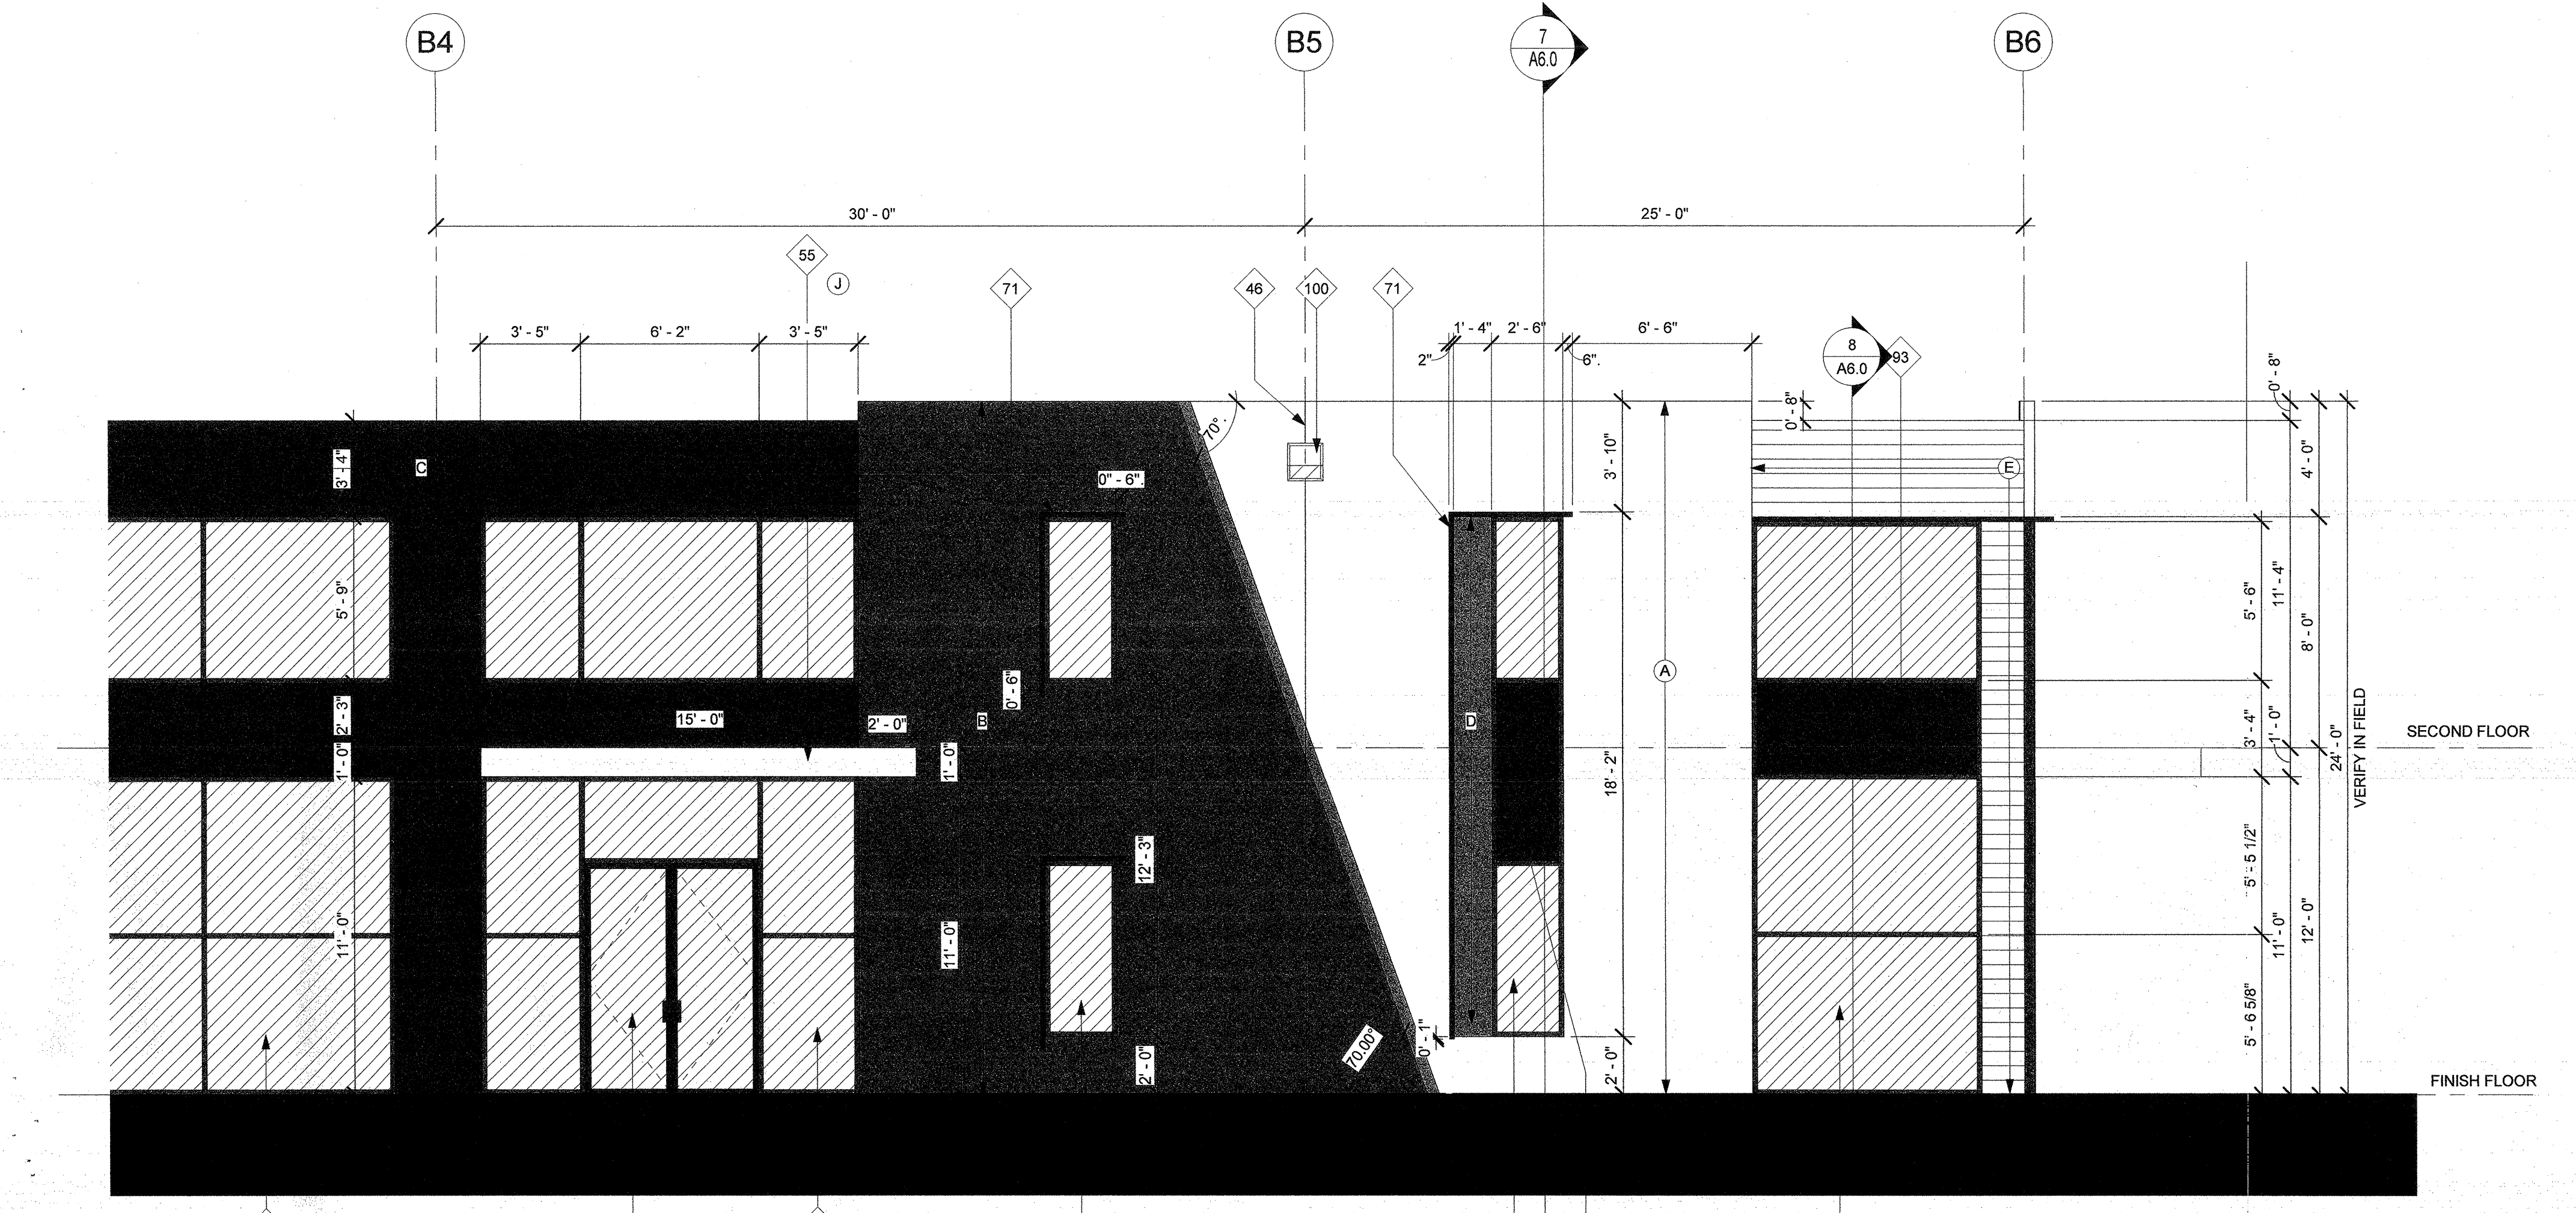 B4
B5
7
A6.0
B6
30' - 0"
25' - 0"
55
J
71
46
100
71
3' - 5"
6' - 2"
3' - 5"
2"
1' - 4"
2' - 6"
6".
6' - 6"
8
A6.0
93
0' - 8"
0' - 8"
70°.
3' - 4"
C
0" - 6".
3' - 10"
E
4' - 0"
5' - 9"
5' - 6"
11' - 4"
8' - 0"
0' - 6"
A
2' - 3"
15' - 0"
2' - 0"
B
D
1' - 0"
1' - 0"
18' - 2"
3' - 4"
1' - 0"
24' - 0"
VERIFY IN FIELD
SECOND FLOOR
12' - 3"
5' - 5 1/2"
11' - 0"
11' - 0"
11' - 0"
12' - 0"
5' - 6 5/8"
2' - 0"
70.00°
0' - 1"
2' - 0"
FINISH FLOOR